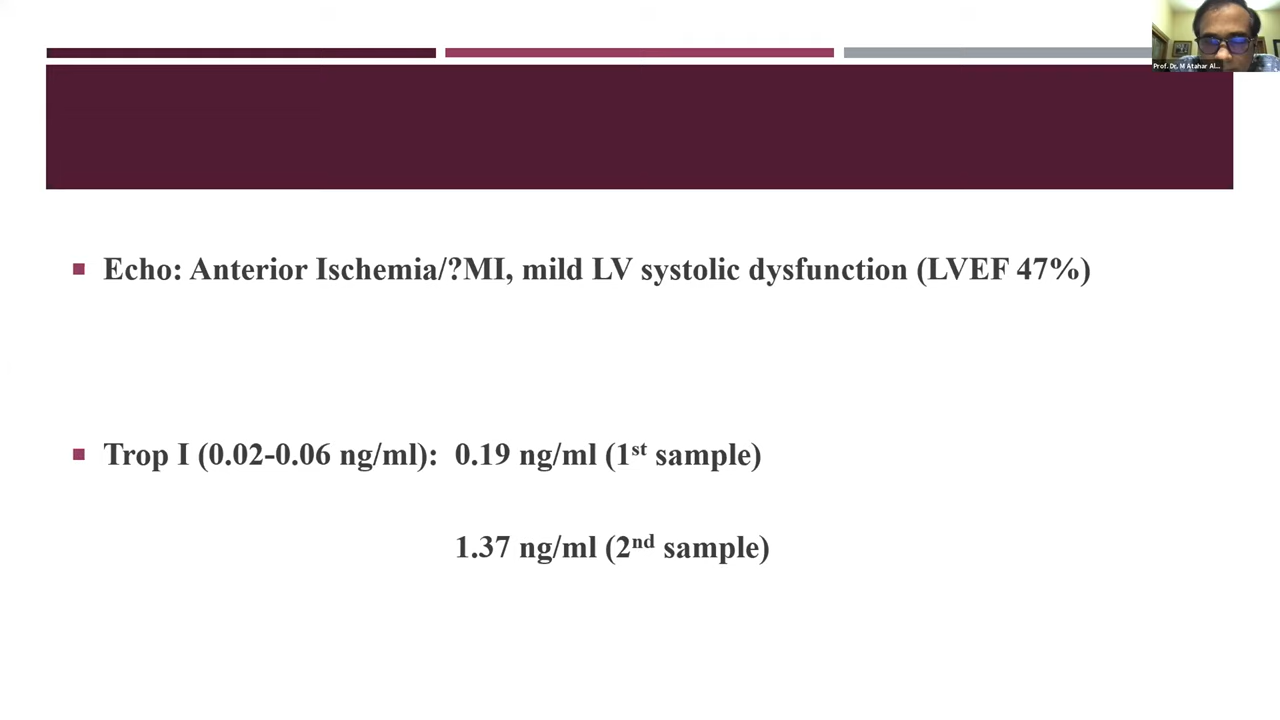 Prof. Dr. M Atahar Al...
Echo: Anterior Ischemia/?MI, mild LV systolic dysfunction (LVEF 47%)
Trop I (0.02-0.06 ng/ml): 0.19 ng/ml (1st sample)
1.37 ng/ml (2nd sample)